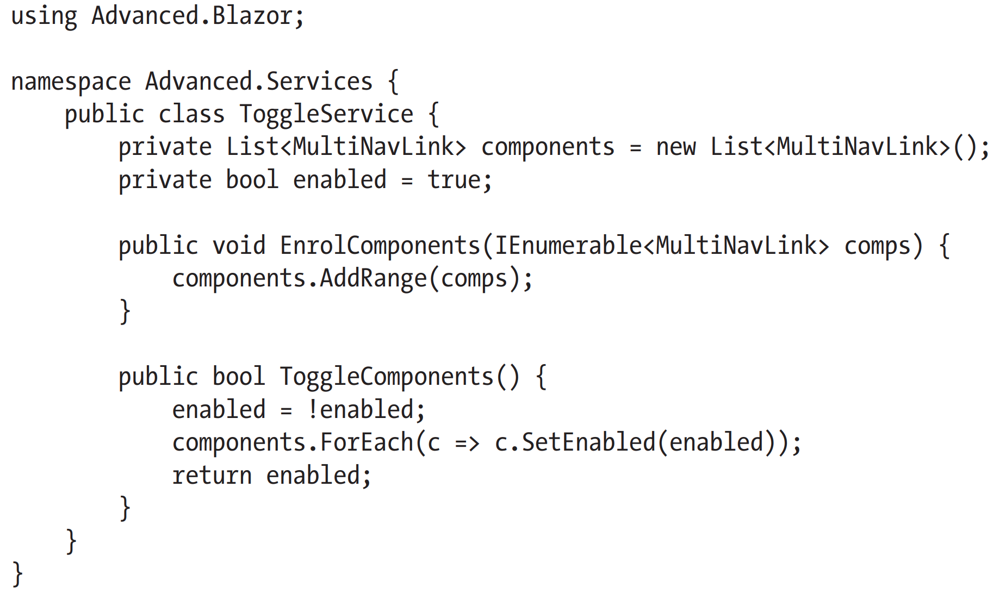 using Advanced.Blazor;

namespace Advanced.Services {
    public class ToggleService {
        private List<MultiNavLink> components = new List<MultiNavLink>();
        private bool enabled = true;

        public void EnrolComponents(IEnumerable<MultiNavLink> comps) {
            components.AddRange(comps);
        }

        public bool ToggleComponents() {
            enabled = !enabled;
            components.ForEach(c => c.SetEnabled(enabled));
            return enabled;
        }
    }
}